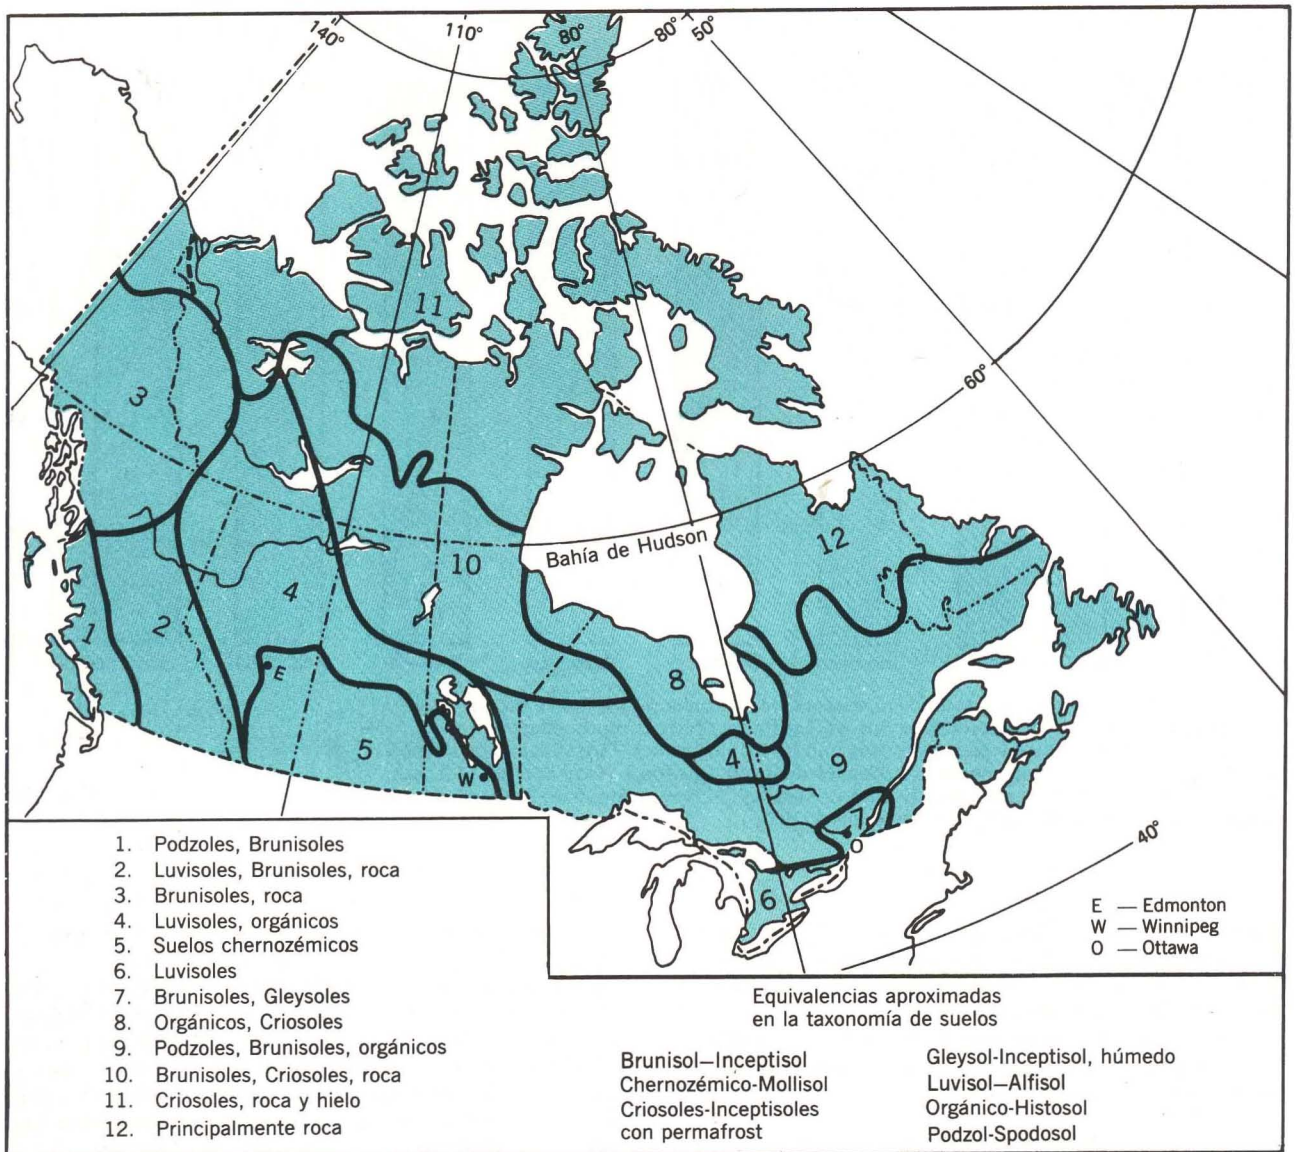 140°
110°
80°
80°
50°
11
3
60°
Bahía de Hudson
12
10
4
1
2
E
8
5
W
4
9
7
O
40°
6
1. Podzoles, Brunisoles
2. Luvisoles, Brunisoles, roca
3. Brunisoles, roca
4. Luvisoles, orgánicos
5. Suelos chernozémicos
6. Luvisoles
7. Brunisoles, Gleysoles
8. Orgánicos, Criosoles
9. Podzoles, Brunisoles, orgánicos
10. Brunisoles, Criosoles, roca
11. Criosoles, roca y hielo
12. Principalmente roca
E — Edmonton
W — Winnipeg
O — Ottawa
Equivalencias aproximadas
en la taxonomía de suelos
Brunisol—Inceptisol
Chernozémico-Mollisol
Criosoles-Inceptisoles
con permafrost
Gleysol-Inceptisol, húmedo
Luvisol—Alfisol
Orgánico-Histosol
Podzol-Spodosol